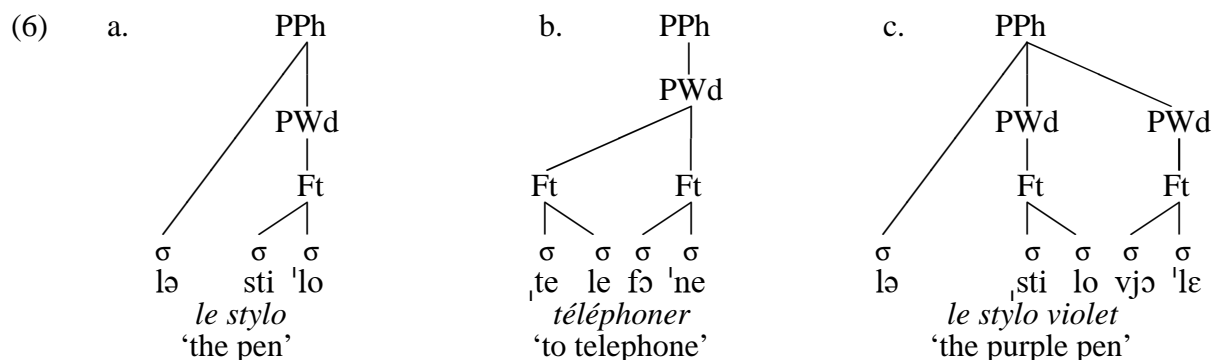 (6) a. PPh b. PPh c. PPh
PWd
PWd PWd PWd
Ft Ft Ft Ft Ft
σ σ σ σ σ σ σ σ σ σ σ σ
lə sti ˈlo ˌte le fɔ ˈne lə ˌsti lo vjɔ ˈlɛ
le stylo téléphoner le stylo violet
‘the pen’ ‘to telephone’ ‘the purple pen’